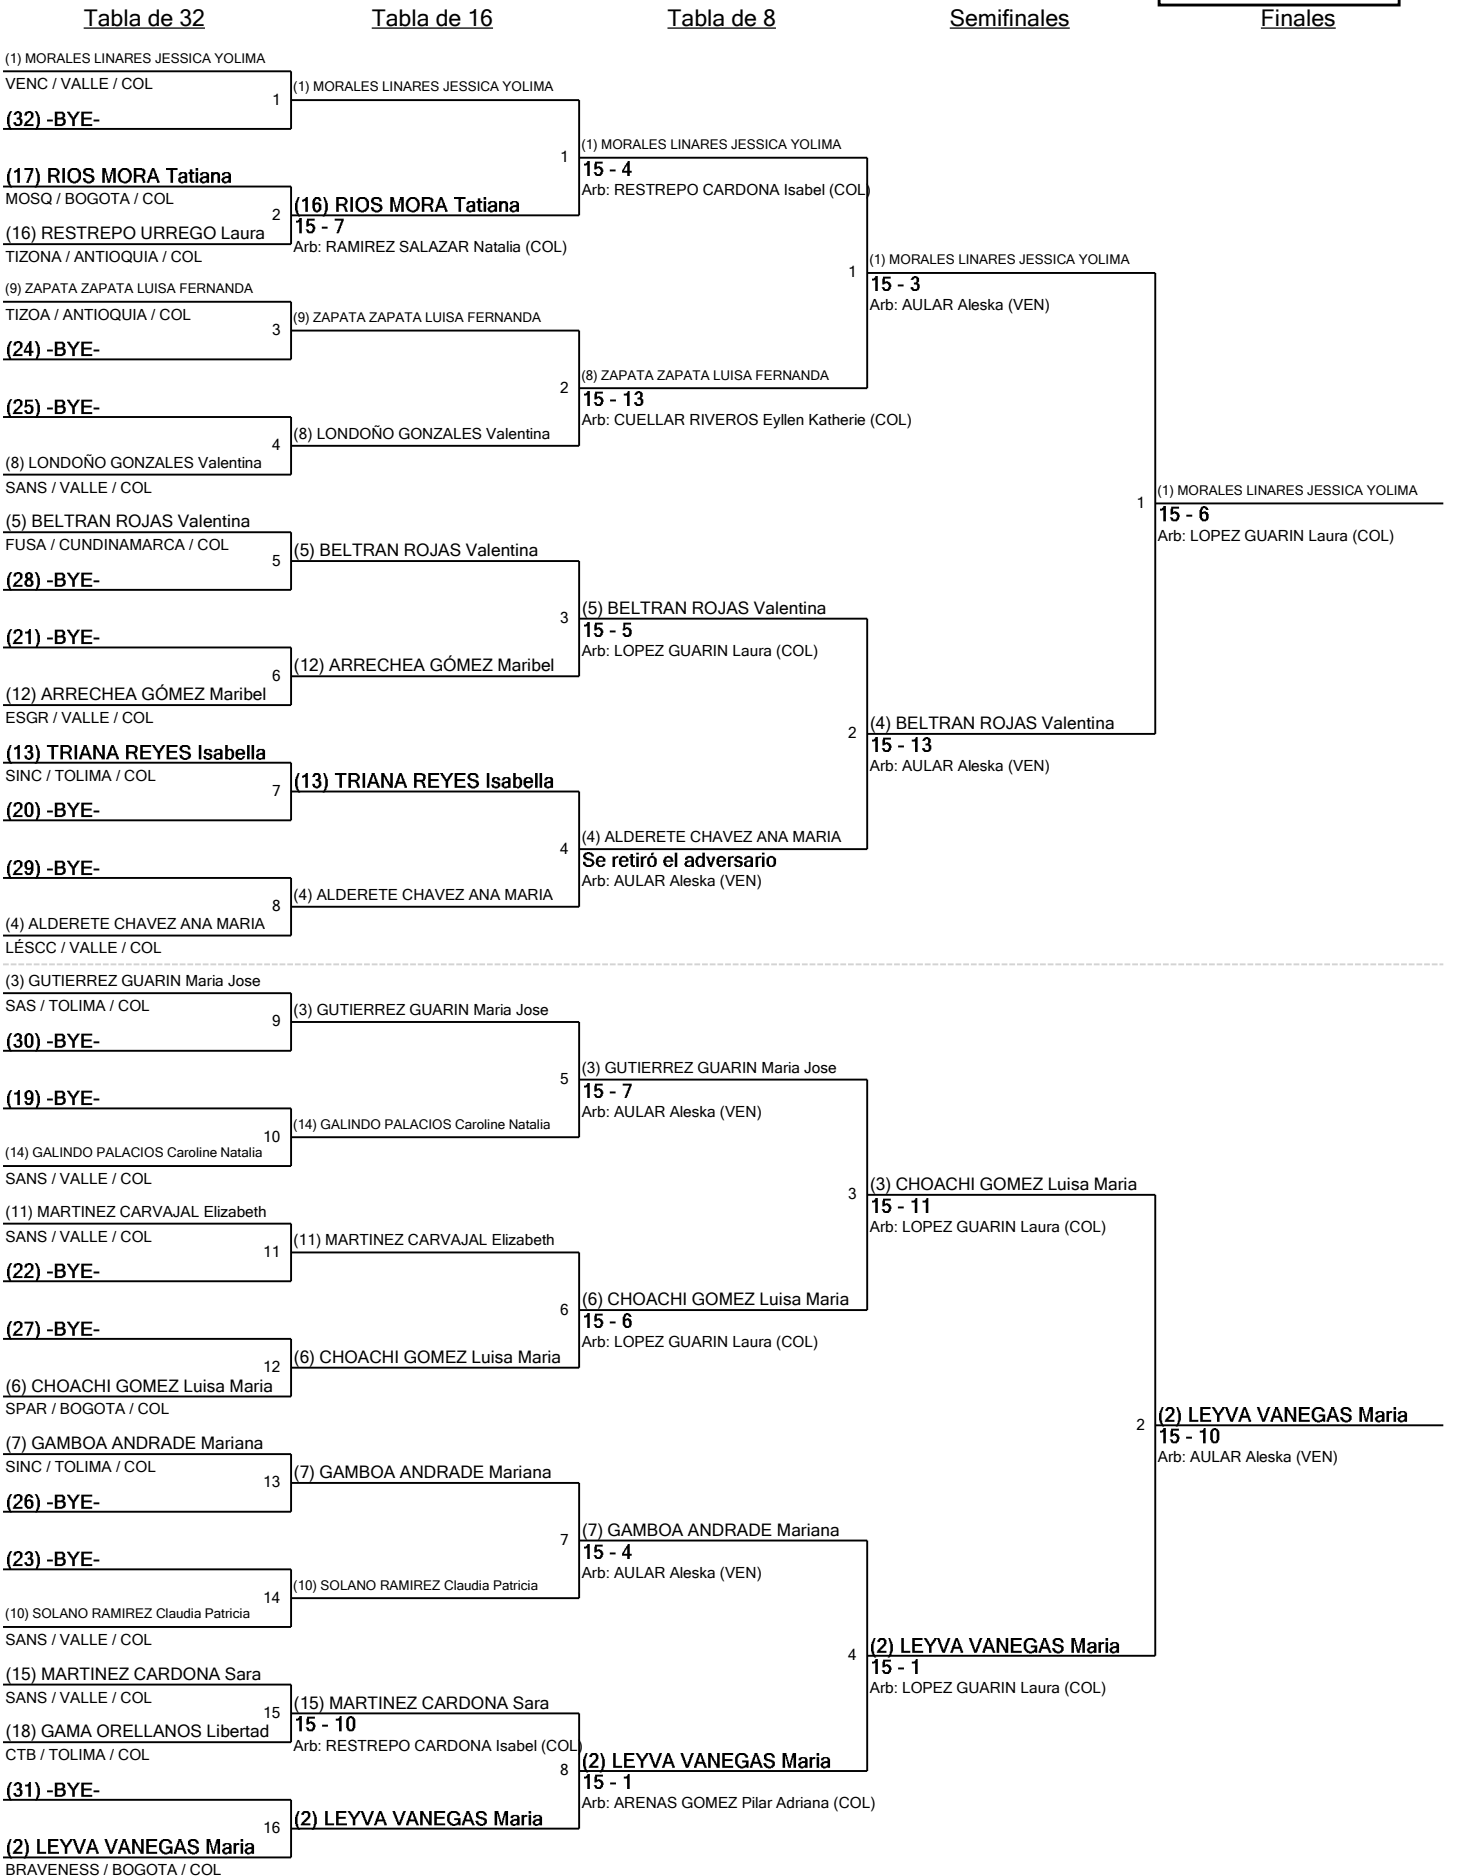 Tabla de 32
Tabla de 16
Tabla de 8
Semifinales
Finales
(1) MORALES LINARES JESSICA YOLIMA
VENC / VALLE / COL
1
(32) -BYE-
(17) RIOS MORA Tatiana
MOSQ / BOGOTA / COL
2
(16) RESTREPO URREGO Laura
TIZONA / ANTIOQUIA / COL
(9) ZAPATA ZAPATA LUISA FERNANDA
TIZOA / ANTIOQUIA / COL
3
(24) -BYE-
(25) -BYE-
4
(8) LONDOÑO GONZALES Valentina
SANS / VALLE / COL
(5) BELTRAN ROJAS Valentina
FUSA / CUNDINAMARCA / COL
5
(28) -BYE-
(21) -BYE-
6
(12) ARRECHEA GÓMEZ Maribel
ESGR / VALLE / COL
(13) TRIANA REYES Isabella
SINC / TOLIMA / COL
7
(20) -BYE-
(29) -BYE-
8
(4) ALDERETE CHAVEZ ANA MARIA
LÉSCC / VALLE / COL
(3) GUTIERREZ GUARIN Maria Jose
SAS / TOLIMA / COL
9
(30) -BYE-
(19) -BYE-
10
(14) GALINDO PALACIOS Caroline Natalia
SANS / VALLE / COL
(11) MARTINEZ CARVAJAL Elizabeth
SANS / VALLE / COL
11
(22) -BYE-
(27) -BYE-
12
(6) CHOACHI GOMEZ Luisa Maria
SPAR / BOGOTA / COL
(7) GAMBOA ANDRADE Mariana
SINC / TOLIMA / COL
13
(26) -BYE-
(23) -BYE-
14
(10) SOLANO RAMIREZ Claudia Patricia
SANS / VALLE / COL
(15) MARTINEZ CARDONA Sara
SANS / VALLE / COL
15
(18) GAMA ORELLANOS Libertad
CTB / TOLIMA / COL
(31) -BYE-
16
(2) LEYVA VANEGAS Maria
BRAVENESS / BOGOTA / COL
(1) MORALES LINARES JESSICA YOLIMA
1
(16) RIOS MORA Tatiana
15 - 7
Arb: RAMIREZ SALAZAR Natalia (COL)
(9) ZAPATA ZAPATA LUISA FERNANDA
2
(8) LONDOÑO GONZALES Valentina
(5) BELTRAN ROJAS Valentina
3
(12) ARRECHEA GÓMEZ Maribel
(13) TRIANA REYES Isabella
4
(4) ALDERETE CHAVEZ ANA MARIA
(3) GUTIERREZ GUARIN Maria Jose
5
(14) GALINDO PALACIOS Caroline Natalia
(11) MARTINEZ CARVAJAL Elizabeth
6
(6) CHOACHI GOMEZ Luisa Maria
(7) GAMBOA ANDRADE Mariana
7
(10) SOLANO RAMIREZ Claudia Patricia
(15) MARTINEZ CARDONA Sara
15 - 10
Arb: RESTREPO CARDONA Isabel (COL)
8
(2) LEYVA VANEGAS Maria
(1) MORALES LINARES JESSICA YOLIMA
15 - 4
Arb: RESTREPO CARDONA Isabel (COL)
1
(8) ZAPATA ZAPATA LUISA FERNANDA
15 - 13
Arb: CUELLAR RIVEROS Eyllen Katherie (COL)
(5) BELTRAN ROJAS Valentina
15 - 5
Arb: LOPEZ GUARIN Laura (COL)
2
(4) ALDERETE CHAVEZ ANA MARIA
Se retiró el adversario
Arb: AULAR Aleska (VEN)
(3) GUTIERREZ GUARIN Maria Jose
15 - 7
Arb: AULAR Aleska (VEN)
3
(6) CHOACHI GOMEZ Luisa Maria
15 - 6
Arb: LOPEZ GUARIN Laura (COL)
(7) GAMBOA ANDRADE Mariana
15 - 4
Arb: AULAR Aleska (VEN)
4
(2) LEYVA VANEGAS Maria
15 - 1
Arb: ARENAS GOMEZ Pilar Adriana (COL)
(1) MORALES LINARES JESSICA YOLIMA
15 - 3
Arb: AULAR Aleska (VEN)
1
(4) BELTRAN ROJAS Valentina
15 - 13
Arb: AULAR Aleska (VEN)
(3) CHOACHI GOMEZ Luisa Maria
15 - 11
Arb: LOPEZ GUARIN Laura (COL)
2
(2) LEYVA VANEGAS Maria
15 - 1
Arb: LOPEZ GUARIN Laura (COL)
(1) MORALES LINARES JESSICA YOLIMA
15 - 6
Arb: LOPEZ GUARIN Laura (COL)
(2) LEYVA VANEGAS Maria
15 - 10
Arb: AULAR Aleska (VEN)